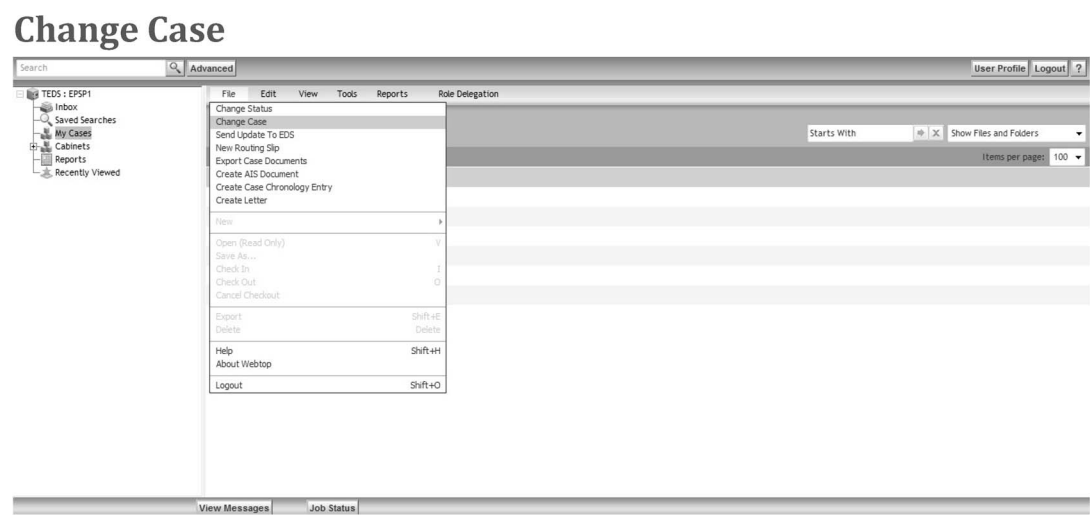 Change Case
Search Advanced User Profile Logout ?
TEDS : EPSP1
Inbox
Saved Searches
My Cases
Cabinets
Reports
Recently Viewed
File Edit View Tools Reports Role Delegation
Change Status
Change Case
Send Update To EDS
New Routing Slip
Export Case Documents
Create AIS Document
Create Case Chronology Entry
Create Letter
New
Open (Read Only) V
Save As...
Check In I
Check Out O
Cancel Checkout
Export Shift+E
Delete Delete
Help Shift+H
About Webtop
Logout Shift+O
Starts With X Show Files and Folders
Items per page: 100
View Messages Job Status